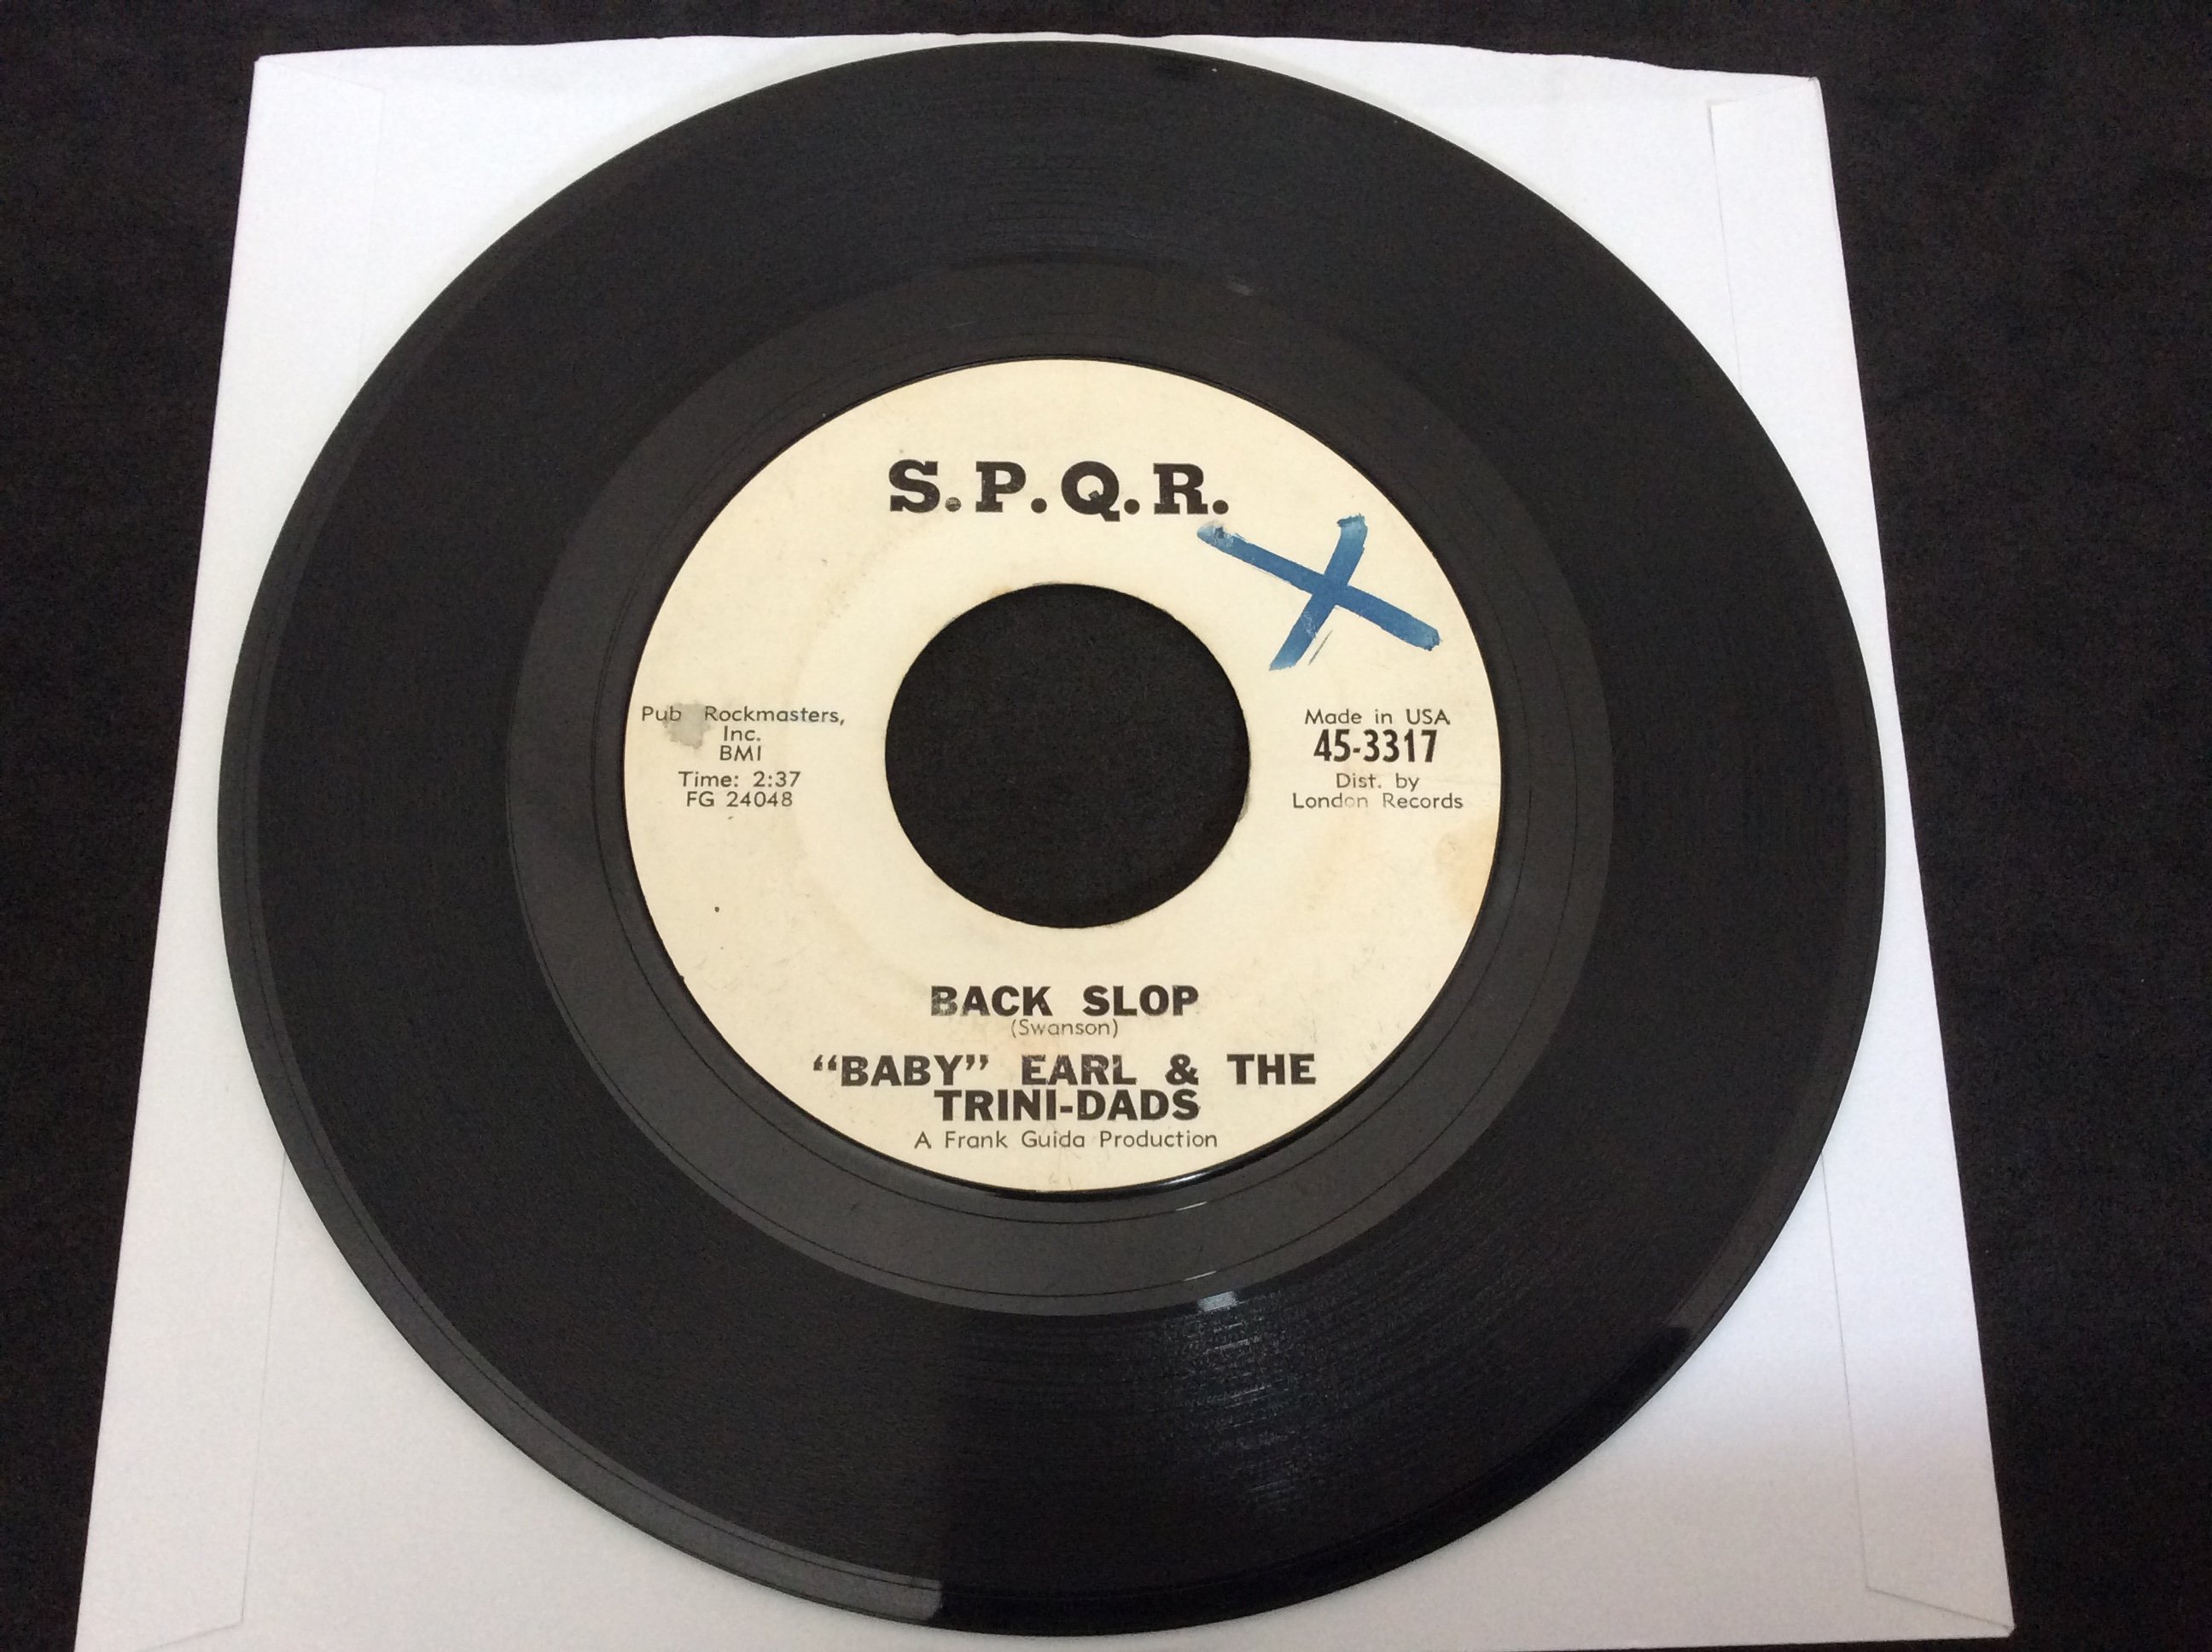 S.P.Q.R.
Pub Rockmasters,
Inc.
BMI
Time: 2:37
FG 24048
Made in USA
45-3317
Dist. by
London Records
BACK SLOP
(Swanson)
“BABY” EARL & THE
TRINI-DADS
A Frank Guida Production